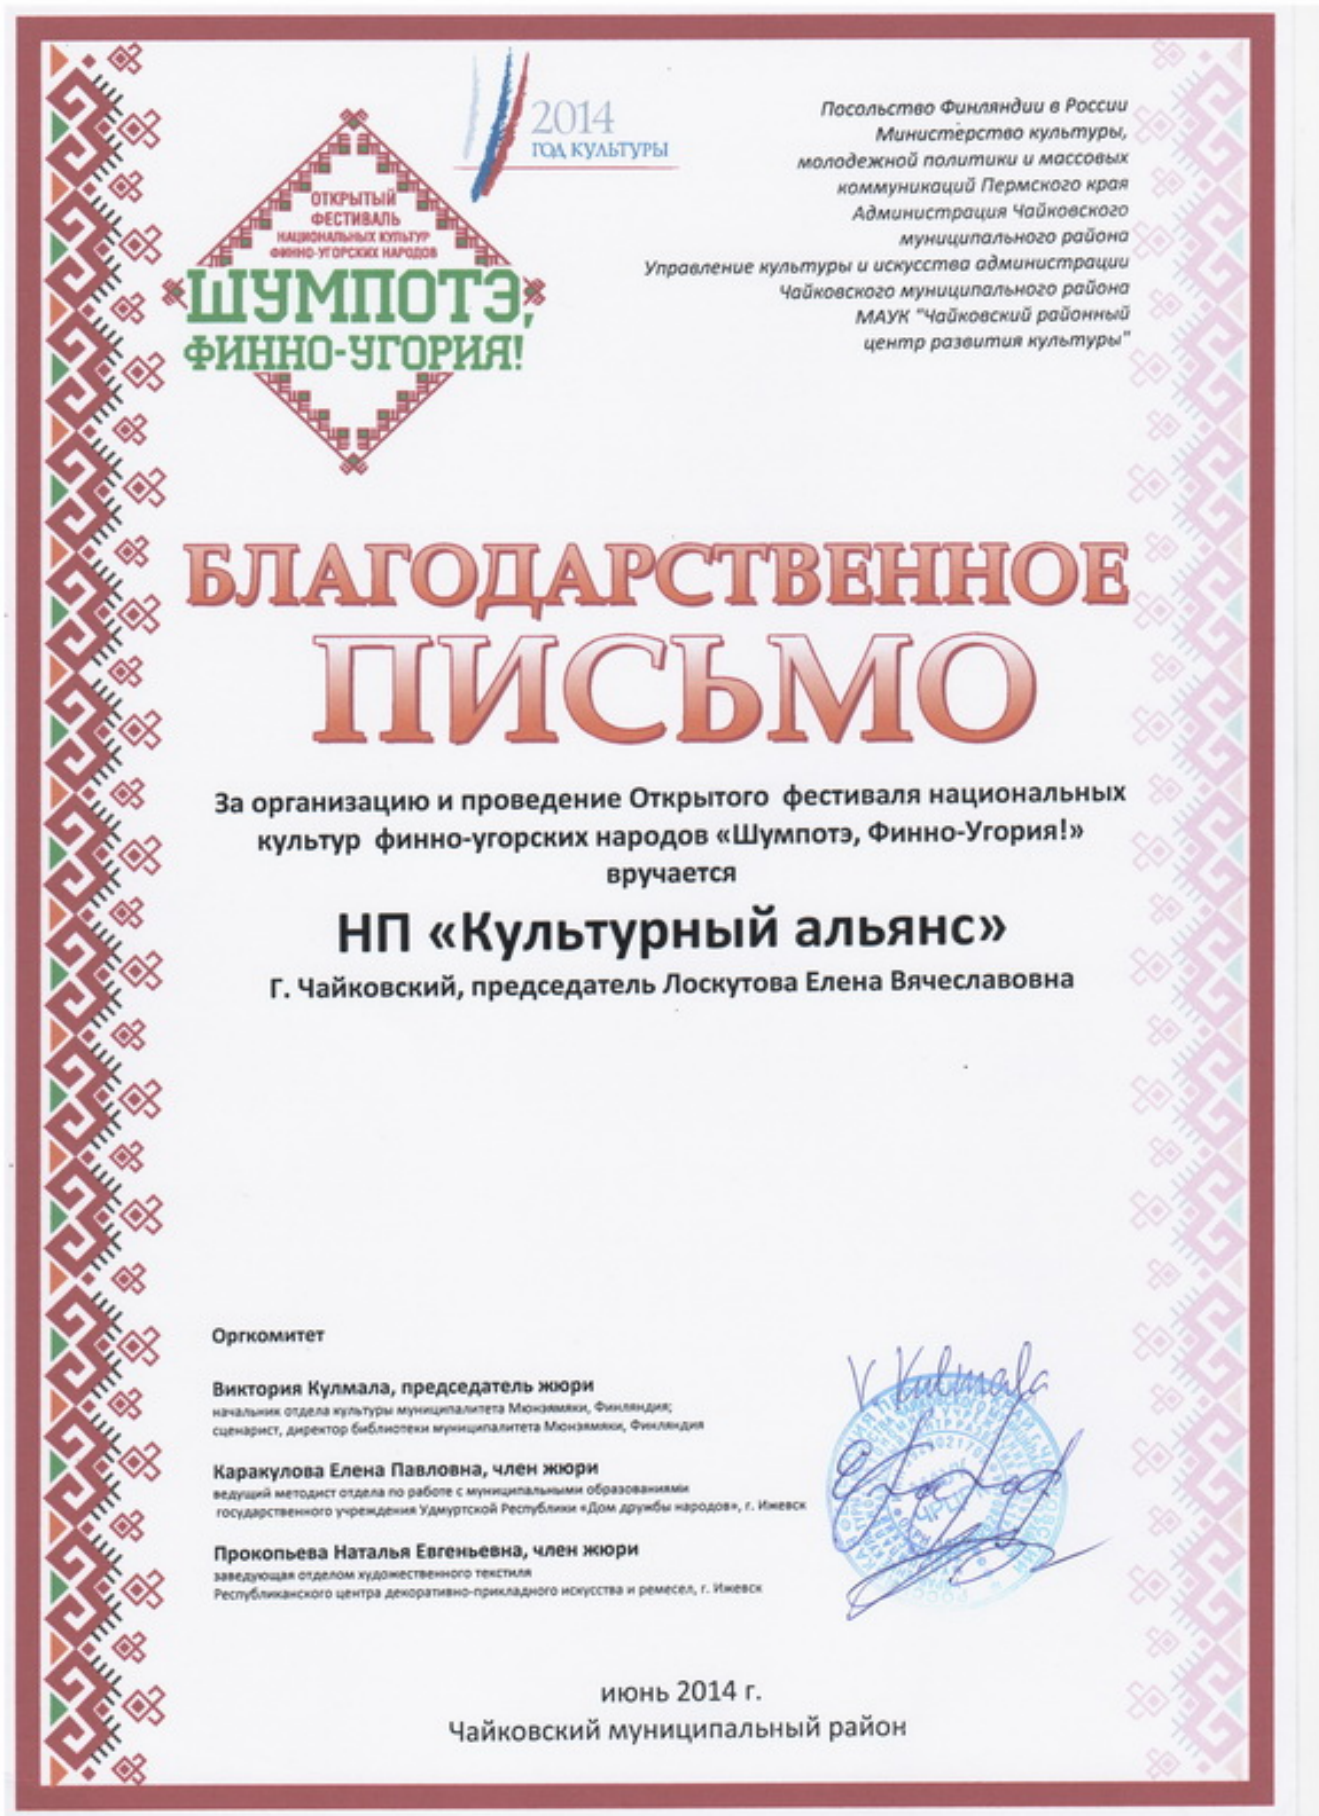 2014
ГОД КУЛЬТУРЫ
ОТКРЫТЫЙ
ФЕСТИВАЛЬ
НАЦИОНАЛЬНЫХ КУЛЬТУР
ФИННО-УГОРСКИХ НАРОДОВ
ШУМПОТЭ,
ФИННО-УГОРИЯ!
Посольство Финляндии в России
Министерство культуры,
молодежной политики и массовых
коммуникаций Пермского края
Администрация Чайковского
муниципального района
Управление культуры и искусства администрации
Чайковского муниципального района
МАУК "Чайковский районный
центр развития культуры"
БЛАГОДАРСТВЕННОЕ
ПИСЬМО
За организацию и проведение Открытого фестиваля национальных
культур финно-угорских народов «Шумпотэ, Финно-Угория!»
вручается
НП «Культурный альянс»
Г. Чайковский, председатель Лоскутова Елена Вячеславовна
Оргкомитет
Виктория Кулмала, председатель жюри
начальник отдела культуры муниципалитета Мюнямяки, Финляндия;
сценарист, директор библиотеки муниципалитета Мюнямяки, Финляндия
V. Kulmala
Каракулова Елена Павловна, член жюри
ведущий методист отдела по работе с муниципальными образованиями
государственного учреждения Удмуртской Республики «Дом дружбы народов», г. Ижевск
Прокопьева Наталья Евгеньевна, член жюри
заведующая отделом художественного текстиля
Республиканского центра декоративно-прикладного искусства и ремесел, г. Ижевск
июнь 2014 г.
Чайковский муниципальный район